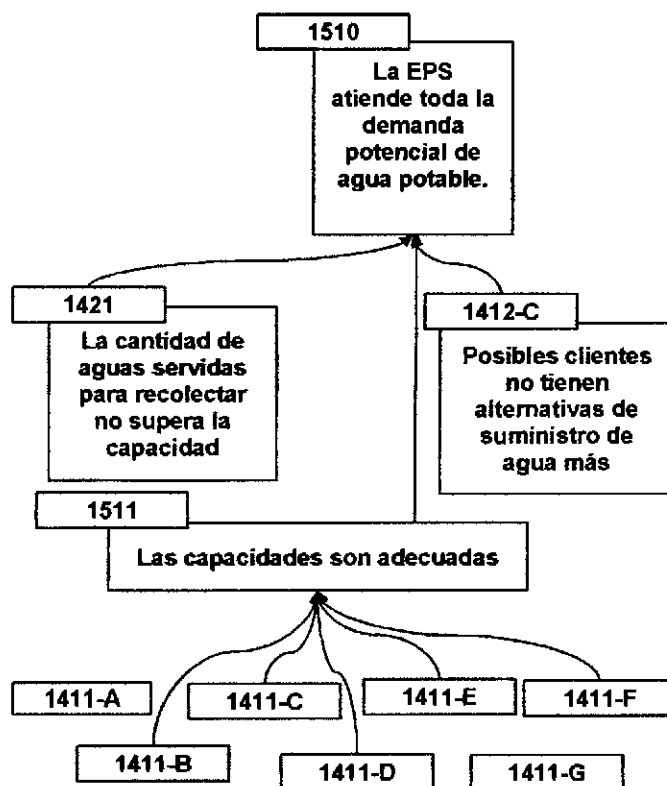 1510
La EPS
atiende toda la
demanda
potencial de
agua potable.
1421
La cantidad de
aguas servidas
para recolectar
no supera la
capacidad
1412-C
Posibles clientes
no tienen
alternativas de
suministro de
agua más
1511
Las capacidades son adecuadas
1411-A
1411-C
1411-E
1411-F
1411-B
1411-D
1411-G